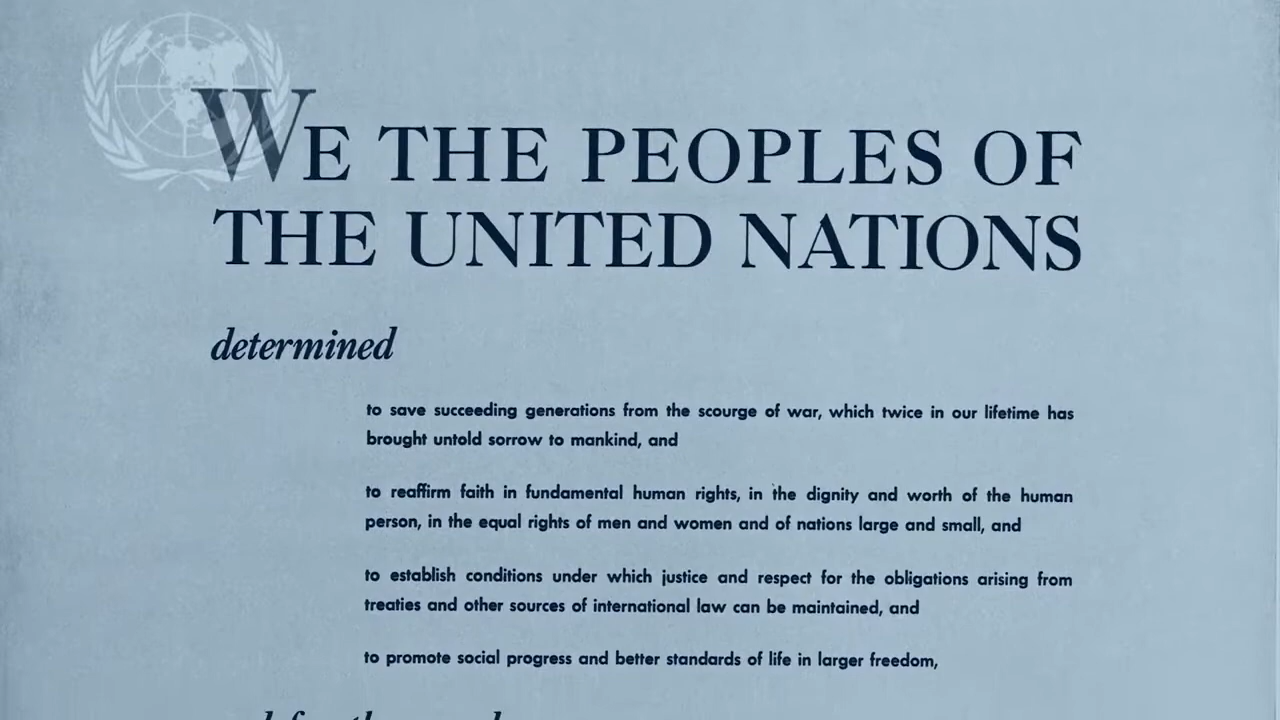 WE THE PEOPLES OF
THE UNITED NATIONS
determined
to save succeeding generations from the scourge of war, which twice in our lifetime has
brought untold sorrow to mankind, and
to reaffirm faith in fundamental human rights, in the dignity and worth of the human
person, in the equal rights of men and women and of nations large and small, and
to establish conditions under which justice and respect for the obligations arising from
treaties and other sources of international law can be maintained, and
to promote social progress and better standards of life in larger freedom,